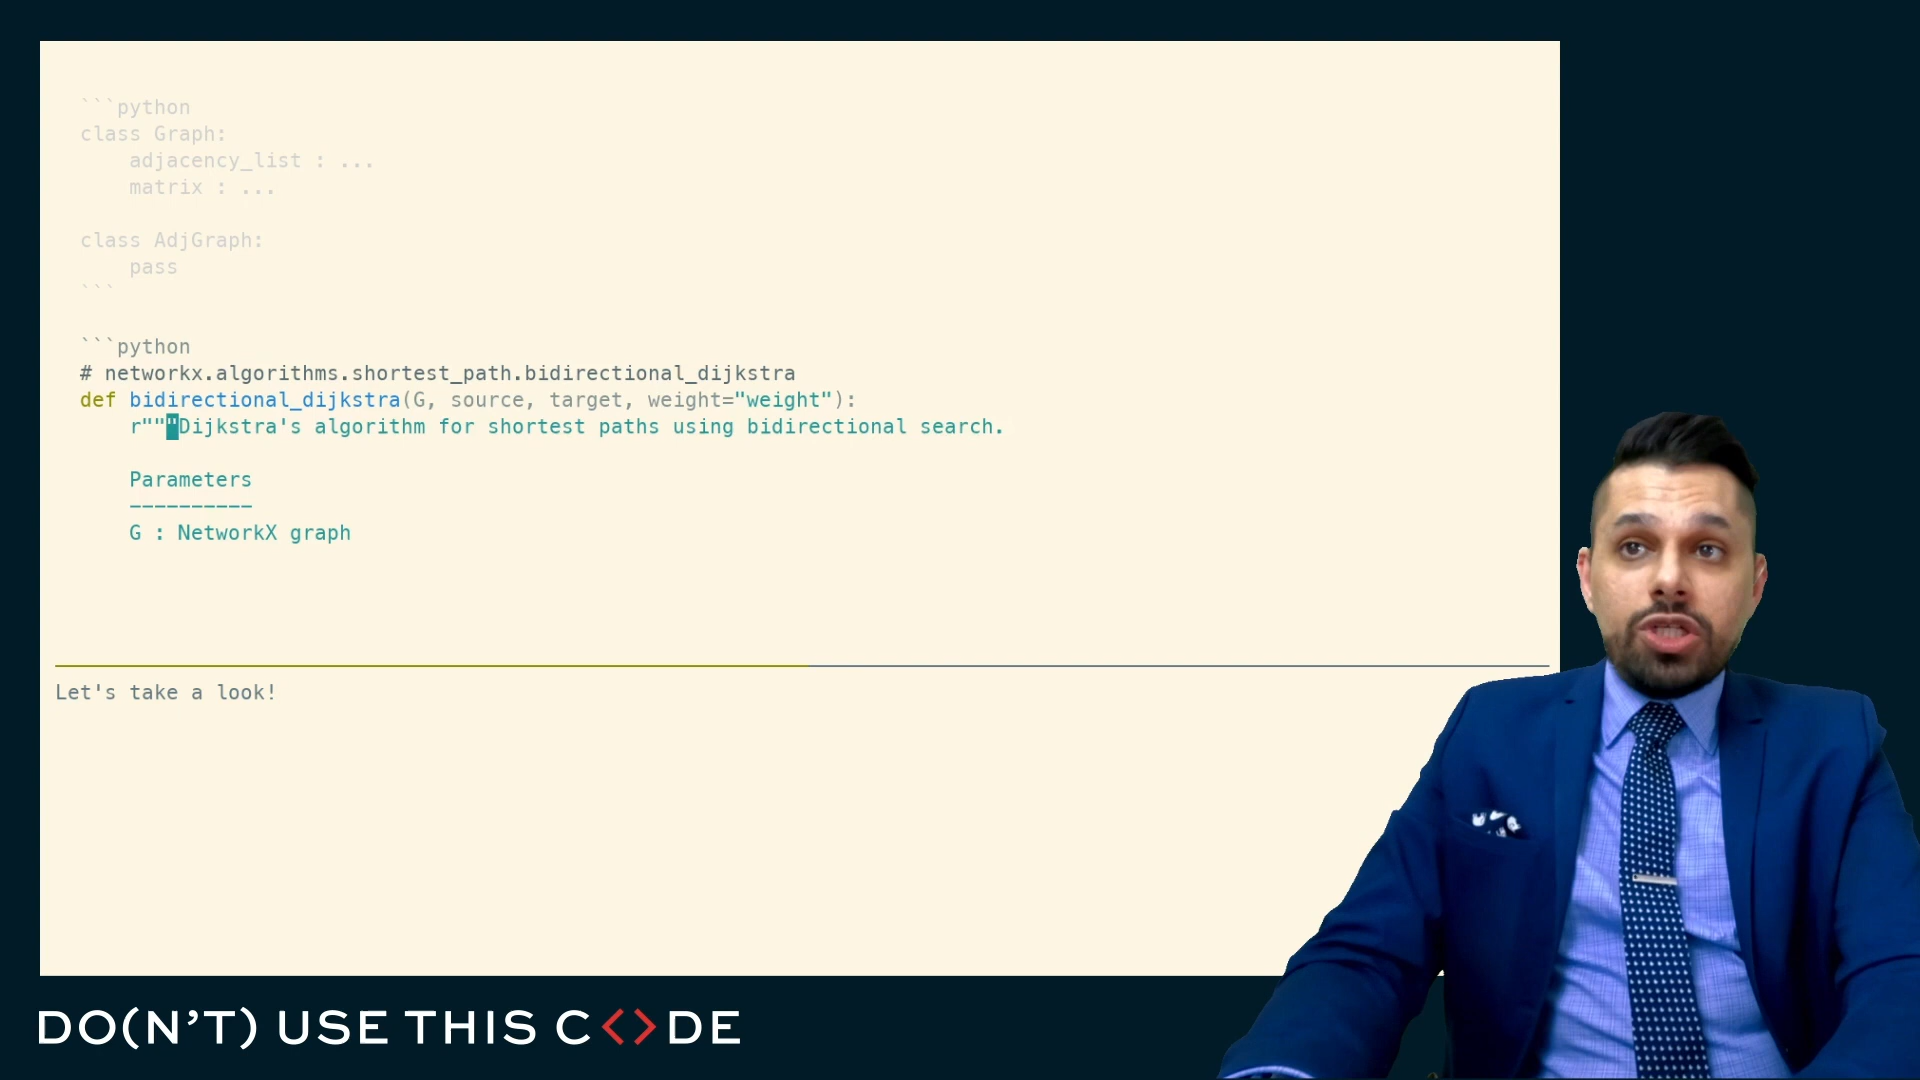 ```python
class Graph:
    adjacency_list : ...
    matrix : ...
class AdjGraph:
    pass
```
```python
# networkx.algorithms.shortest_path.bidirectional_dijkstra
def bidirectional_dijkstra(G, source, target, weight="weight"):
    r"""Dijkstra's algorithm for shortest paths using bidirectional search.
    Parameters
    ----------
    G : NetworkX graph
Let's take a look!
DO(N’T) USE THIS C<>DE